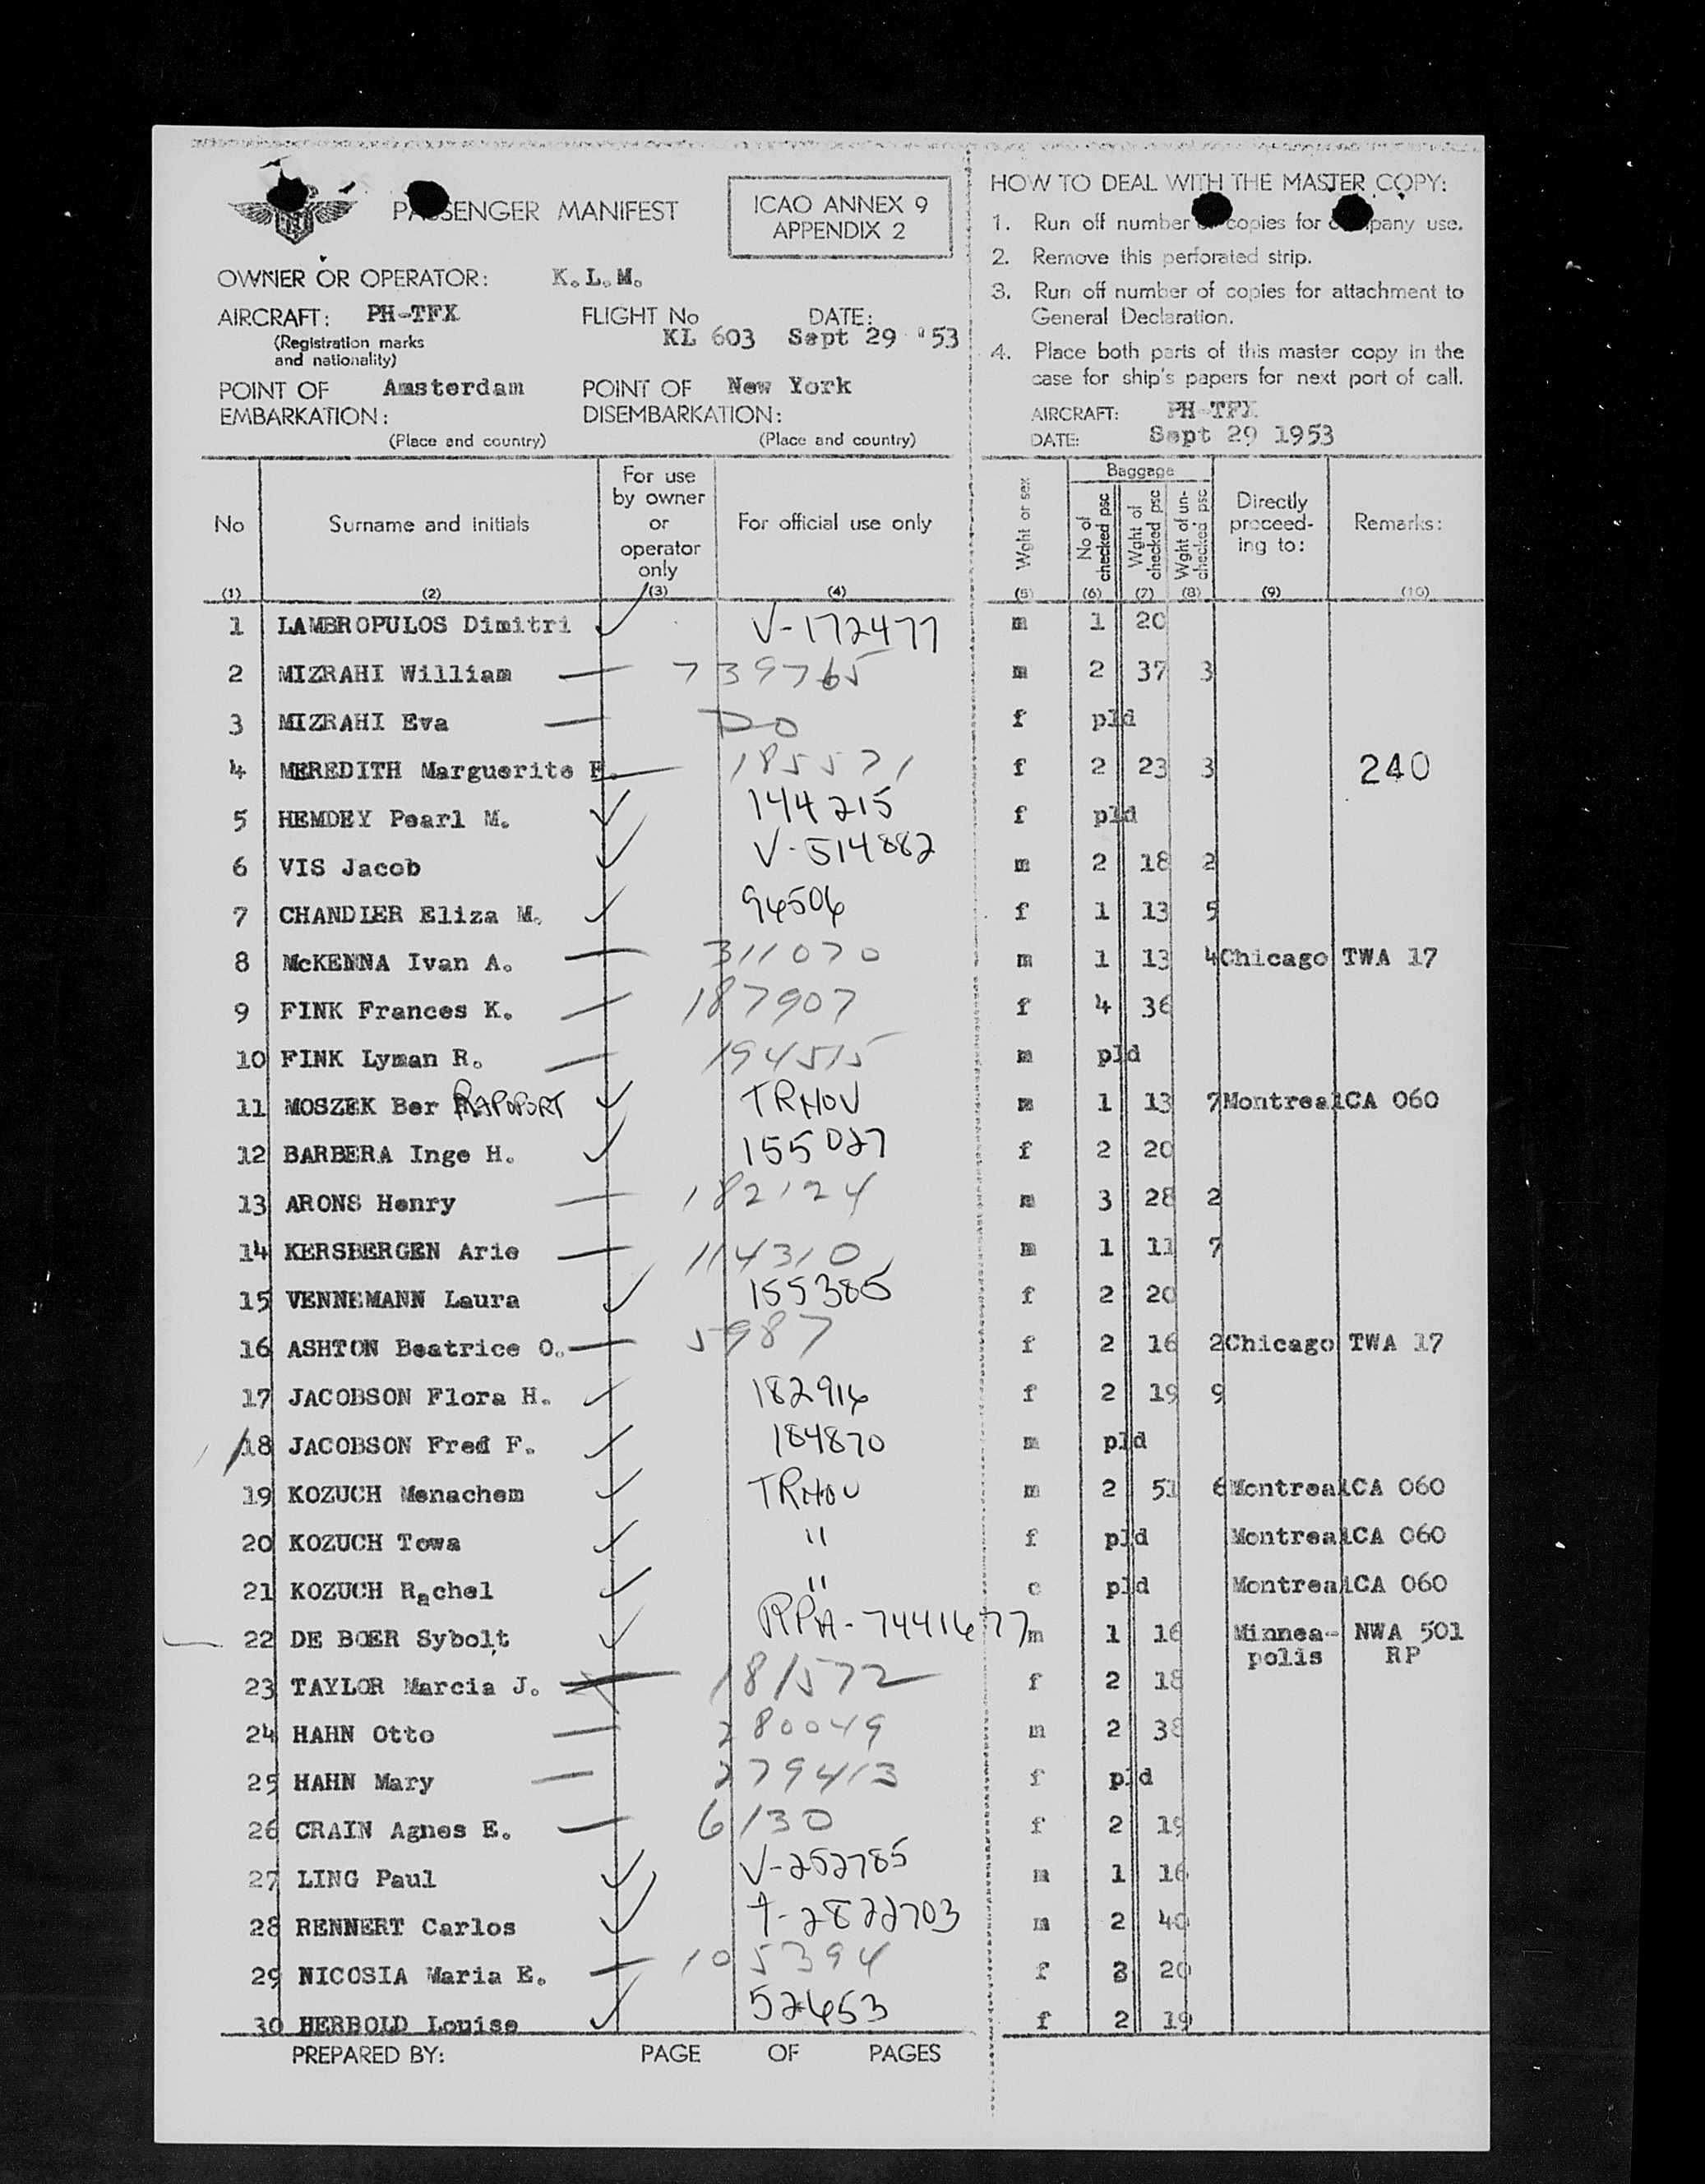 PASSENGER MANIFEST
ICAO ANNEX 9
APPENDIX 2
OWNER OR OPERATOR: K.L.M.
AIRCRAFT: PH-TFX FLIGHT No KL 603 DATE: Sept 29 '53
(Registration marks
and nationality)
POINT OF EMBARKATION: Amsterdam POINT OF DISEMBARKATION: New York
(Place and country) (Place and country)
HOW TO DEAL WITH THE MASTER COPY:
1. Run off number of copies for company use.
2. Remove this perforated strip.
3. Run off number of copies for attachment to
General Declaration.
4. Place both parts of this master copy in the
case for ship's papers for next port of call.
AIRCRAFT: PH-TFX
DATE: Sept 29 1953
No Surname and initials For use by owner or operator only For official use only Wght or sex Baggage No of checked psc Wght of checked psc Wght of un-checked psc Directly proceed-ing to: Remarks:
(1) (2) (3) (4) (5) (6) (7) (8) (9) (10)
1 LAMBROPULOS Dimitri V-172477 m 1 20
2 MIZRAHI William 739765 m 2 37 3
3 MIZRAHI Eva DO f pld
4 MEREDITH Marguerite F. 185571 f 2 23 3 240
5 HEMDEY Pearl M. 144215 f pld
6 VIS Jacob V-514882 m 2 18 2
7 CHANDLER Eliza M. f 1 13 5
8 McKENNA Ivan A. 311070 m 1 13 4 Chicago TWA 17
9 FINK Frances K. 187907 f 4 36
10 FINK Lyman R. 194515 m pld
11 MOSZEK Ber RAPOPORT TRHOV m 1 13 7 Montreal CA 060
12 BARBERA Inge H. 155027 f 2 20
13 ARONS Henry 182124 m 3 28 2
14 KERSBERGEN Arie 114310 m 1 11 7
15 VENNEMANN Laura 155385 f 2 20
16 ASHTON Beatrice O. 5987 f 2 16 2 Chicago TWA 17
17 JACOBSON Flora H. 182916 f 2 19 9
18 JACOBSON Fred F. 184870 m pld
19 KOZUCH Menachem TRHOV m 2 51 6 Montreal CA 060
20 KOZUCH Towa " f pld Montreal CA 060
21 KOZUCH Rachel " c pld Montreal CA 060
22 DE BOER Sybolt RPA-7441677 m 1 16 Minnea- NWA 501
polis RP
23 TAYLOR Marcia J. 181572 f 2 18
24 HAHN Otto 280049 m 2 38
25 HAHN Mary 279413 f pld
26 CRAIN Agnes E. 6130 f 2 19
27 LING Paul V-252785 m 1 16
28 RENNERT Carlos 2822703 m 2 40
29 NICOSIA Maria E. 105394 f 20
30 HERBOLD Louise 52653 f 2 19
PREPARED BY: PAGE OF PAGES